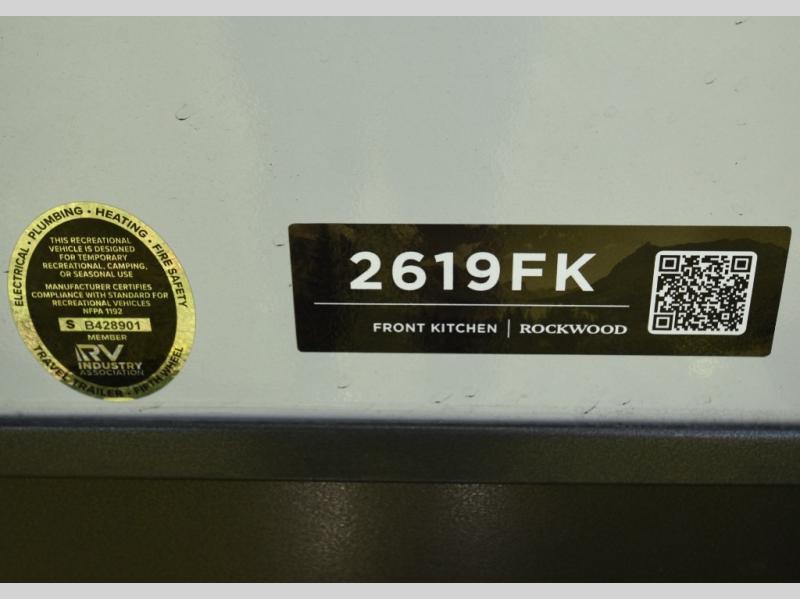 ELECTRICAL • PLUMBING • HEATING • FIRE SAFETY
THIS RECREATIONAL
VEHICLE IS DESIGNED
FOR TEMPORARY
RECREATIONAL, CAMPING,
OR SEASONAL USE
MANUFACTURER CERTIFIES
COMPLIANCE WITH STANDARD FOR
RECREATIONAL VEHICLES
NFPA 1192
S B428901
MEMBER
RV
INDUSTRY
ASSOCIATION
TRAVEL TRAILER • FIFTH WHEEL
2619FK
FRONT KITCHEN | ROCKWOOD